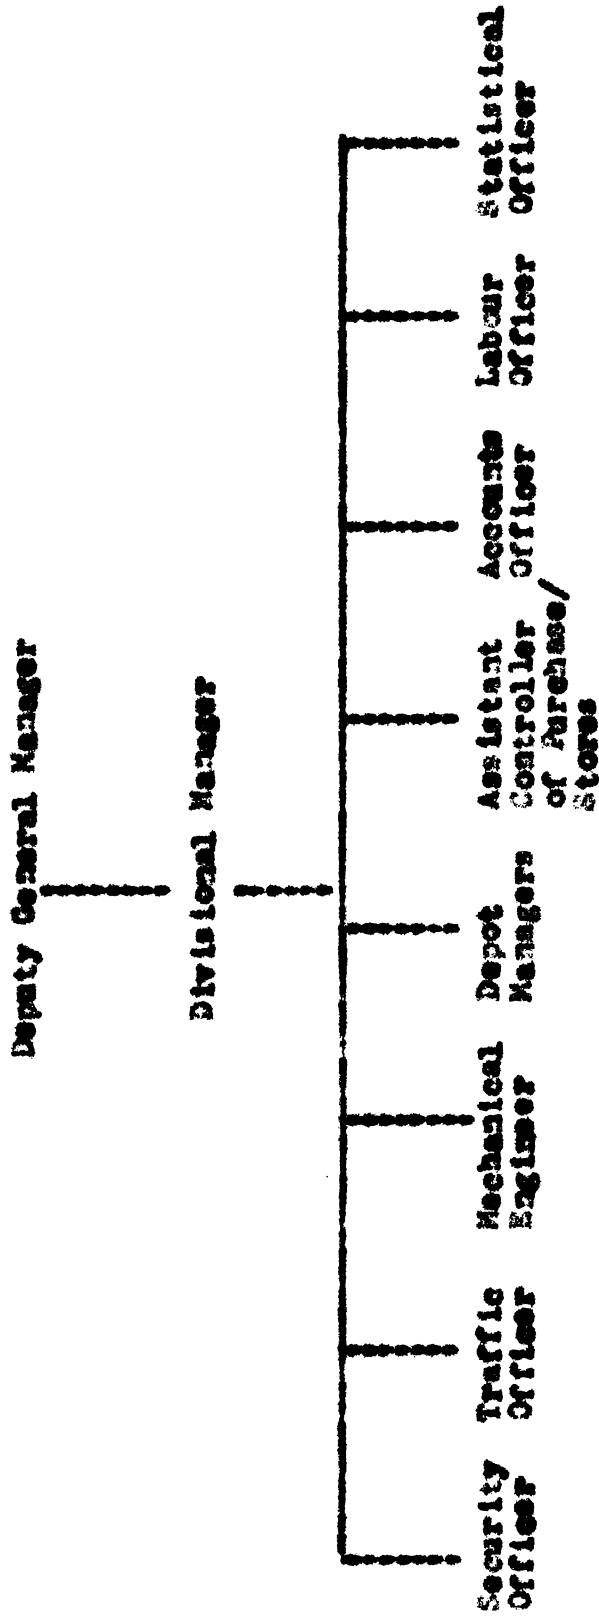 Deputy General Manager
Divisional Manager
Security
Officer
Traffic
Officer
Mechanical
Engineer
Depot
Managers
Assistant
Controller
of Purchase/
Stores
Accounts
Officer
Labour
Officer
Statistical
Officer